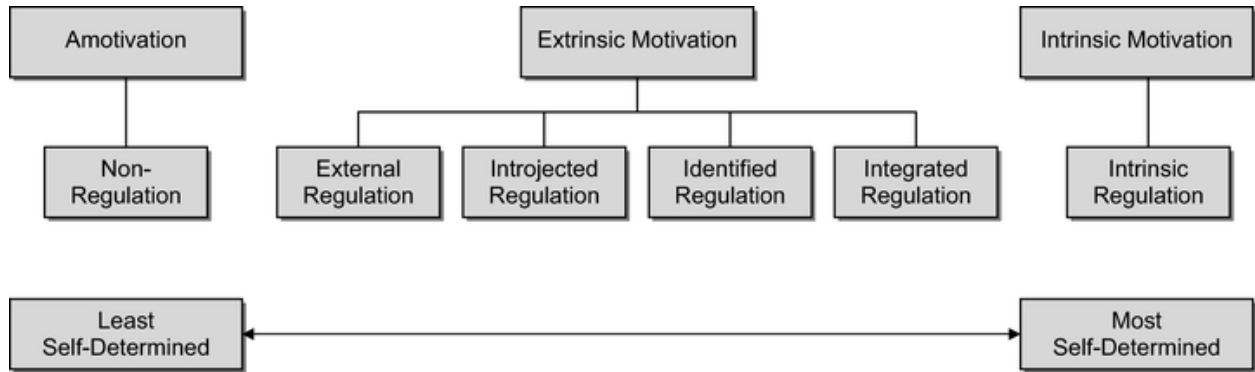 Amotivation
Extrinsic Motivation
Intrinsic Motivation
Non-
Regulation
External
Regulation
Introjected
Regulation
Identified
Regulation
Integrated
Regulation
Intrinsic
Regulation
Least
Self-Determined
Most
Self-Determined